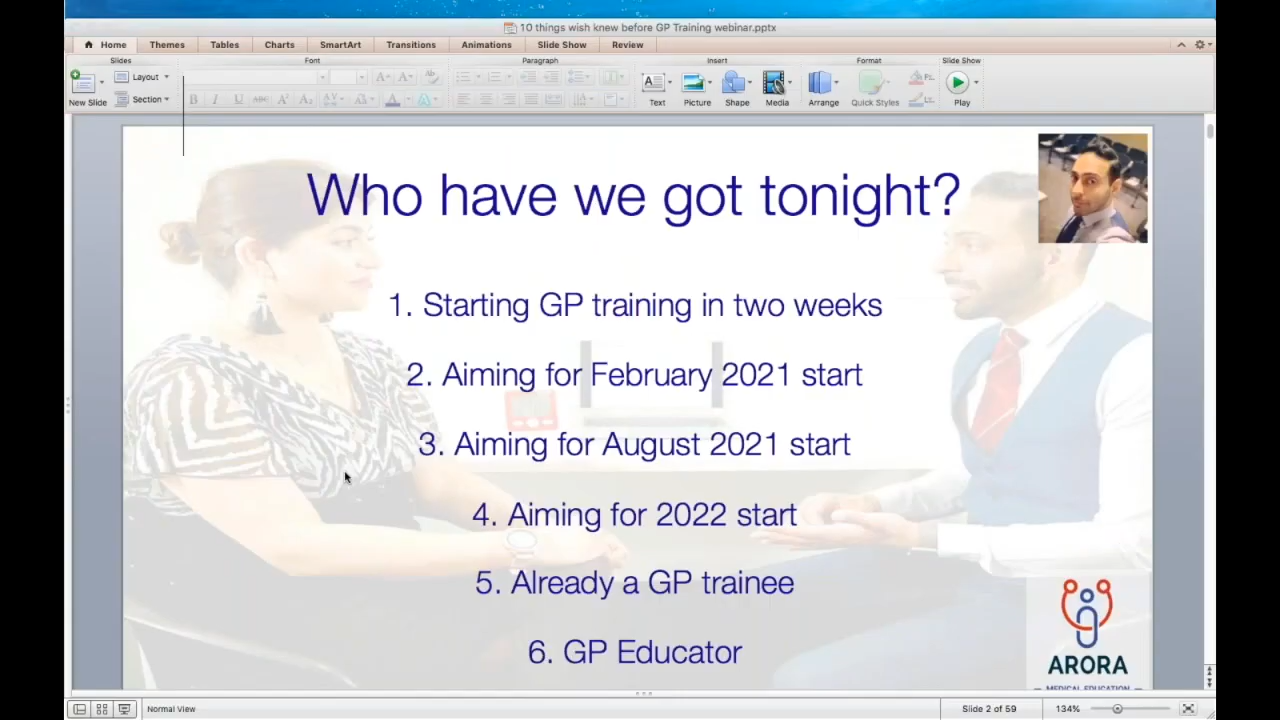 10 things wish knew before GP Training webinar.pptx
Home Themes Tables Charts SmartArt Transitions Animations Slide Show Review
Slides Font Paragraph Insert Format Slide Show
New Slide Layout Section Text Picture Shape Media Arrange Quick Styles Play
Who have we got tonight?
1. Starting GP training in two weeks
2. Aiming for February 2021 start
3. Aiming for August 2021 start
4. Aiming for 2022 start
5. Already a GP trainee
6. GP Educator
ARORA
MEDICAL EDUCATION
Normal View Slide 2 of 59 134%